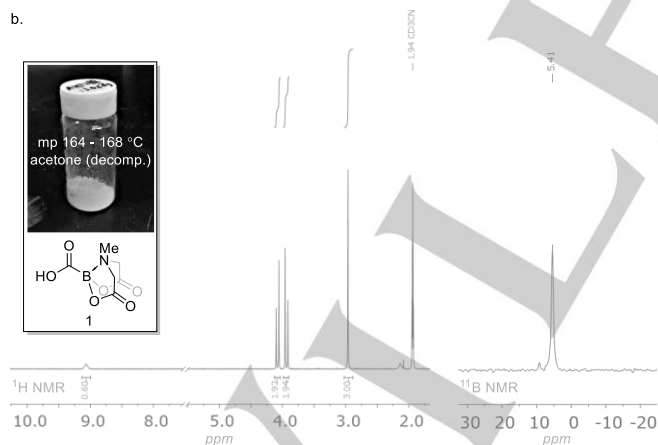 b.
— 1.94 CD3CN
— 5.41
mp 164 - 168 °C
acetone (decomp.)
O
Me
N
HO
B
O
O
O
O
1
0.60
1.92
1.94
3.00
¹H NMR
¹¹B NMR
10.0 9.0 8.0 5.0 4.0 3.0 2.0
30 20 10 0 -10 -20
ppm
ppm